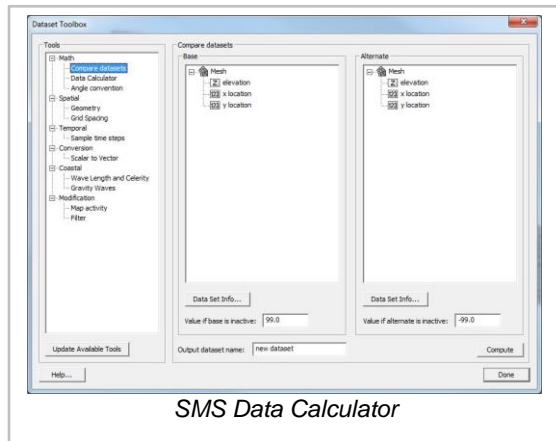 Dataset Toolbox
Tools
Math
Compare datasets
Data Calculator
Angle convention
Spatial
Geometry
Grid Spacing
Temporal
Sample time steps
Conversion
Scalar to Vector
Coastal
Wave Length and Celerity
Gravity Waves
Modification
Map activity
Filter
Update Available Tools
Help...
Compare datasets
Base
Mesh
Z elevation
123 x location
123 y location
Data Set Info...
Value if base is inactive: 99.0
Alternate
Mesh
Z elevation
123 x location
123 y location
Data Set Info...
Value if alternate is inactive: -99.0
Output dataset name: new dataset
Compute
Done
SMS Data Calculator